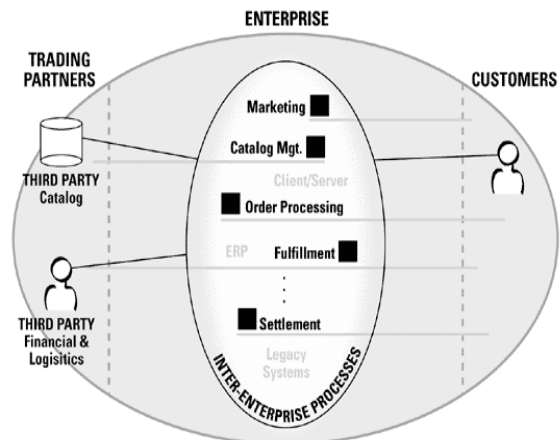 ENTERPRISE
TRADING
PARTNERS
CUSTOMERS
Marketing
Catalog Mgt.
Client/Server
THIRD PARTY
Catalog
Order Processing
ERP
Fulfillment
THIRD PARTY
Financial &
Logisitics
Settlement
Legacy
Systems
INTER-ENTERPRISE PROCESSES